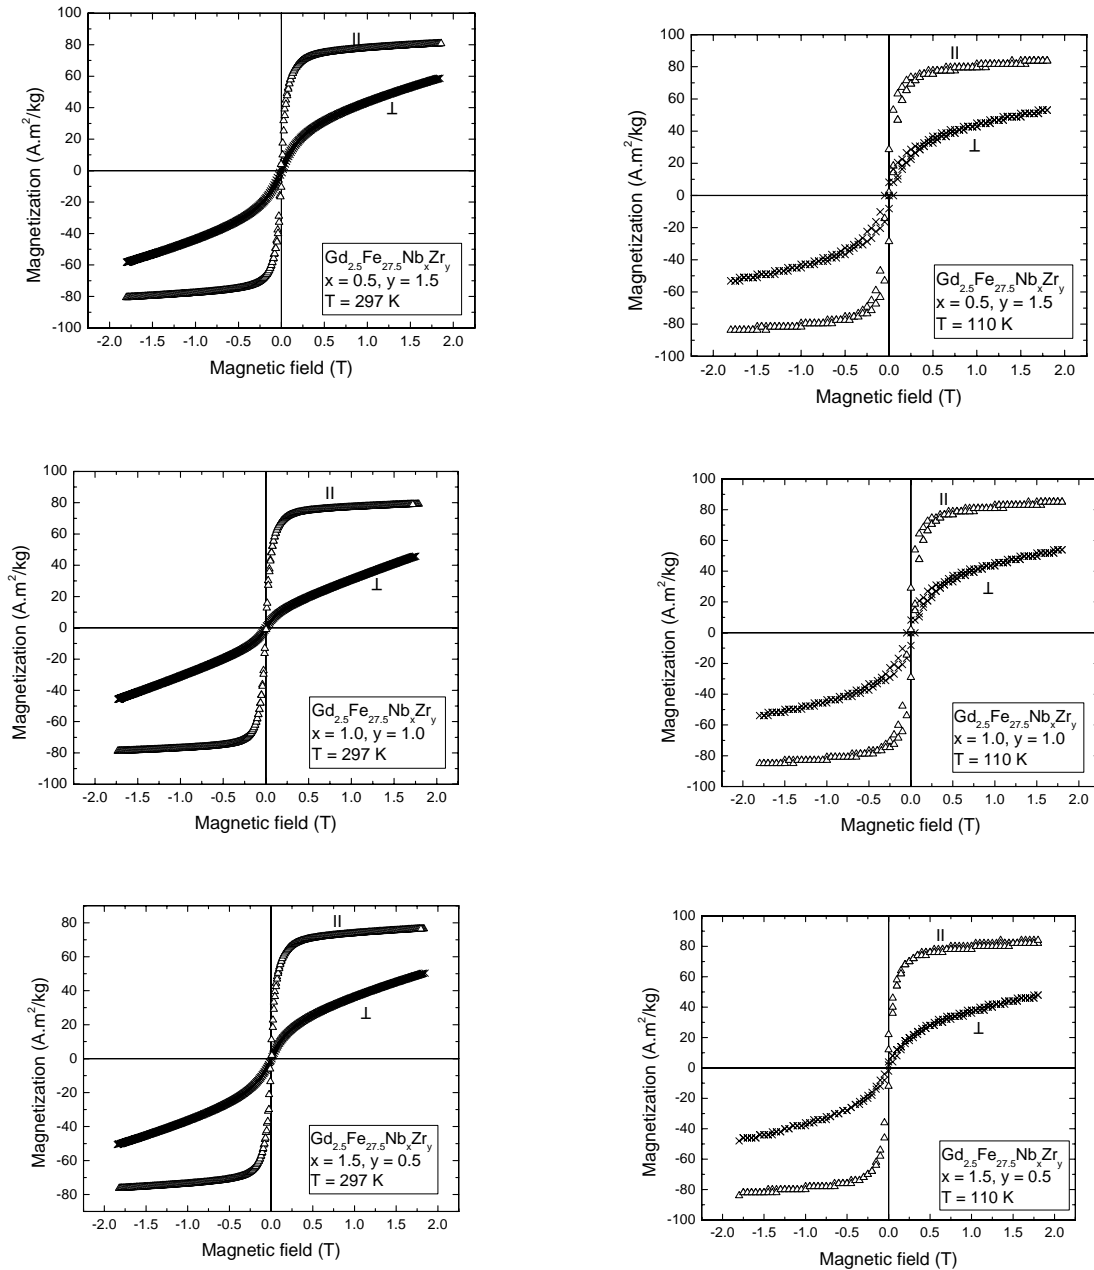 ||
⊥
Magnetization (A.m²/kg)
100
80
60
40
20
0
-20
-40
-60
-80
-100
-2.0 -1.5 -1.0 -0.5 0.0 0.5 1.0 1.5 2.0
Magnetic field (T)
Gd₂.₅Fe₂₇.₅NbₓZrᵧ
x = 0.5, y = 1.5
T = 297 K
||
⊥
Magnetization (A.m²/kg)
100
80
60
40
20
0
-20
-40
-60
-80
-100
-2.0 -1.5 -1.0 -0.5 0.0 0.5 1.0 1.5 2.0
Magnetic field (T)
Gd₂.₅Fe₂₇.₅NbₓZrᵧ
x = 0.5, y = 1.5
T = 110 K
||
⊥
Magnetization (A.m²/kg)
100
80
60
40
20
0
-20
-40
-60
-80
-100
-2.0 -1.5 -1.0 -0.5 0.0 0.5 1.0 1.5 2.0
Magnetic field (T)
Gd₂.₅Fe₂₇.₅NbₓZrᵧ
x = 1.0, y = 1.0
T = 297 K
||
⊥
Magnetization (A.m²/kg)
100
80
60
40
20
0
-20
-40
-60
-80
-100
-2.0 -1.5 -1.0 -0.5 0.0 0.5 1.0 1.5 2.0
Magnetic field (T)
Gd₂.₅Fe₂₇.₅NbₓZrᵧ
x = 1.0, y = 1.0
T = 110 K
||
⊥
Magnetization (A.m²/kg)
80
60
40
20
0
-20
-40
-60
-80
-2.0 -1.5 -1.0 -0.5 0.0 0.5 1.0 1.5 2.0
Magnetic field (T)
Gd₂.₅Fe₂₇.₅NbₓZrᵧ
x = 1.5, y = 0.5
T = 297 K
||
⊥
Magnetization (A.m²/kg)
100
80
60
40
20
0
-20
-40
-60
-80
-100
-2.0 -1.5 -1.0 -0.5 0.0 0.5 1.0 1.5 2.0
Magnetic field (T)
Gd₂.₅Fe₂₇.₅NbₓZrᵧ
x = 1.5, y = 0.5
T = 110 K